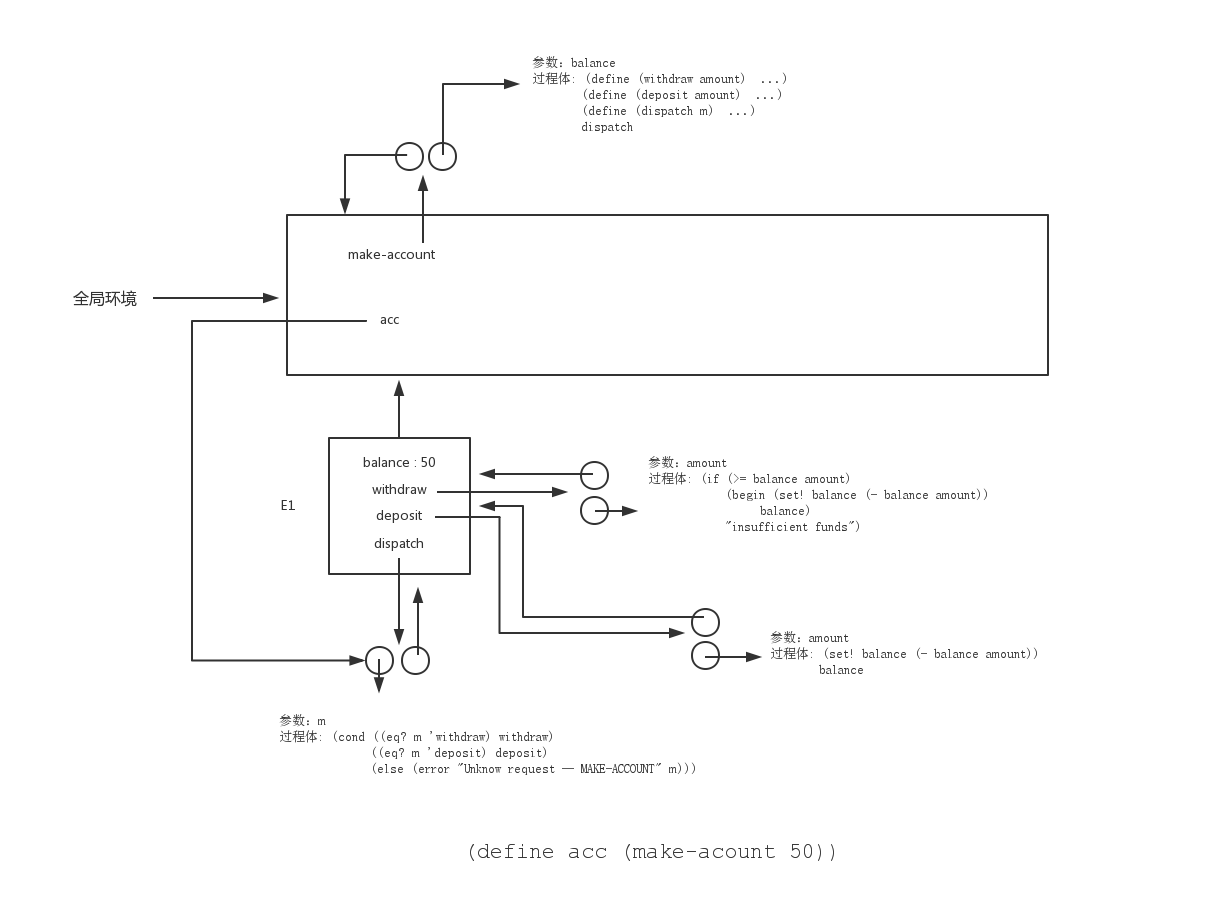 参数: balance
过程体: (define (withdraw amount) ...)
(define (deposit amount) ...)
(define (dispatch m) ...)
dispatch
make-account
全局环境
acc
balance : 50
withdraw
deposit
dispatch
E1
参数: amount
过程体: (if (>= balance amount)
(begin (set! balance (- balance amount))
balance)
"insufficient funds")
参数: amount
过程体: (set! balance (- balance amount))
balance
参数: m
过程体: (cond ((eq? m 'withdraw) withdraw)
((eq? m 'deposit) deposit)
(else (error "Unknow request — MAKE-ACCOUNT" m)))
(define acc (make-acount 50))